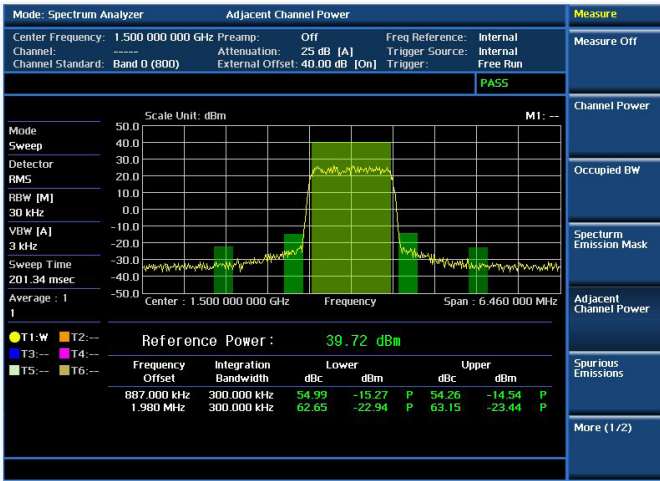 Mode: Spectrum Analyzer Adjacent Channel Power Measure
Center Frequency: 1.500 000 000 GHz Preamp: Off Freq Reference: Internal
Channel: ----- Attenuation: 25 dB [A] Trigger Source: Internal
Channel Standard: Band 0 (800) External Offset: 40.00 dB [On] Trigger: Free Run
PASS
Measure Off
Channel Power
Occupied BW
Specturm
Emission Mask
Adjacent
Channel Power
Spurious
Emissions
More (1/2)
Mode
Sweep
Detector
RMS
RBW [M]
30 kHz
VBW [A]
3 kHz
Sweep Time
201.34 msec
Average : 1
1
T1:W T2:--
T3:-- T4:--
T5:-- T6:--
Scale Unit: dBm M1: --
50.0
40.0
30.0
20.0
10.0
0.0
-10.0
-20.0
-30.0
-40.0
-50.0
Center : 1.500 000 000 GHz Frequency Span : 6.460 000 MHz
Reference Power: 39.72 dBm
Frequency Integration Lower Upper
Offset Bandwidth dBc dBm dBc dBm
887.000 kHz 300.000 kHz 54.99 -15.27 P 54.26 -14.54 P
1.980 MHz 300.000 kHz 62.65 -22.94 P 63.15 -23.44 P